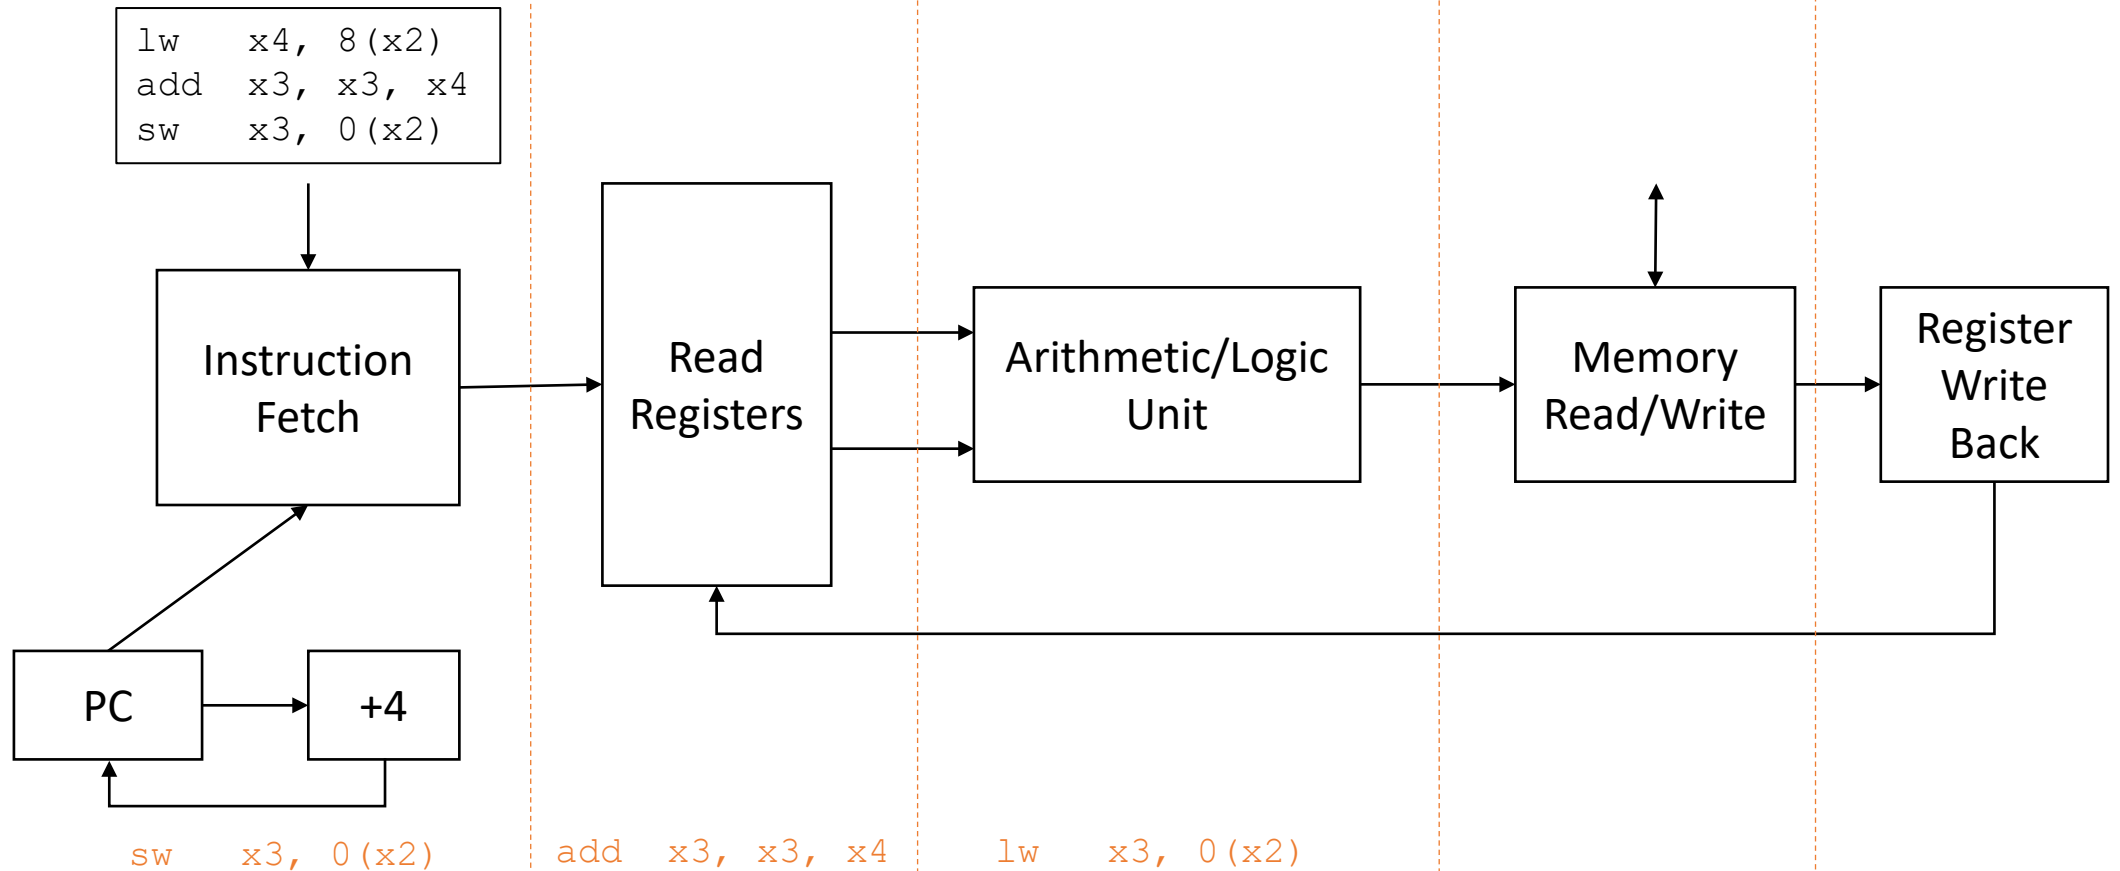 lw x4, 8(x2)
add x3, x3, x4
sw x3, 0(x2)
Instruction
Fetch
Read
Registers
Arithmetic/Logic
Unit
Memory
Read/Write
Register
Write
Back
PC
+4
sw x3, 0(x2)
add x3, x3, x4
lw x3, 0(x2)